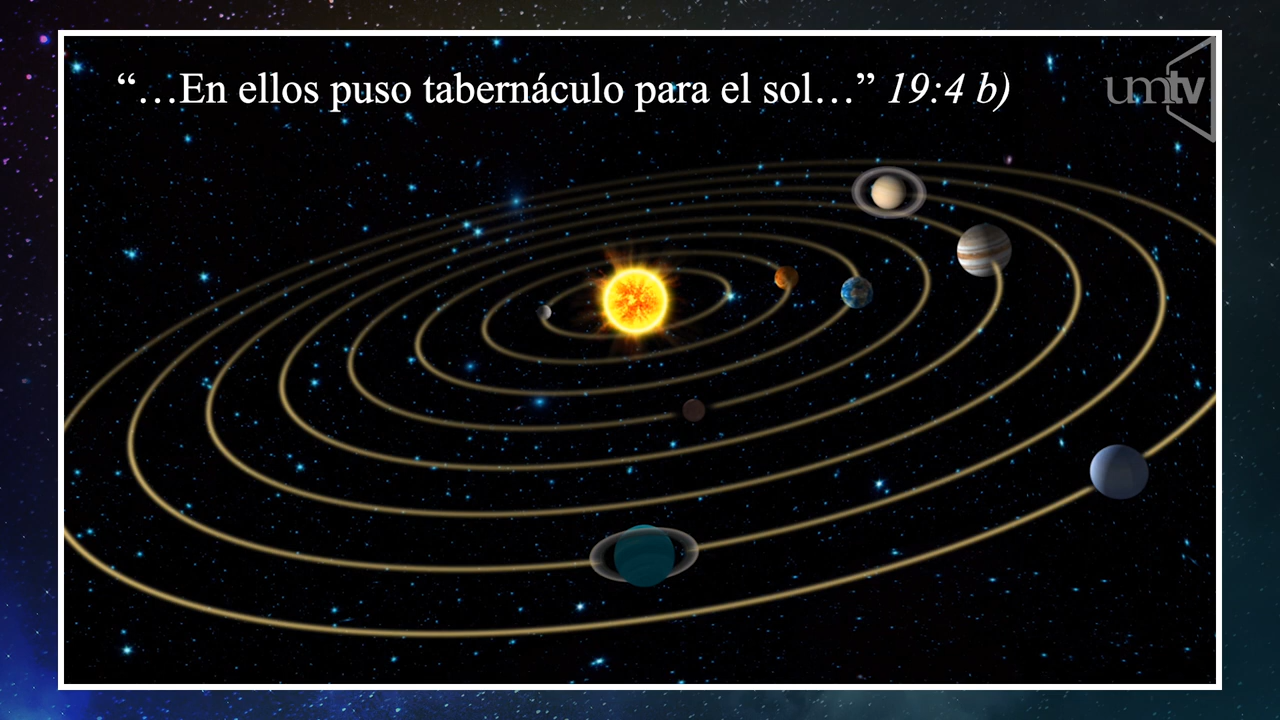 “…En ellos puso tabernáculo para el sol…” 19:4 b)
umtv